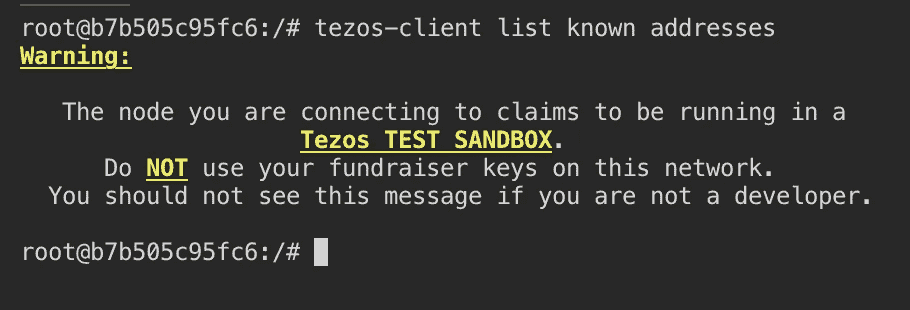 root@b7b505c95fc6:/# tezos-client list known addresses
Warning:
The node you are connecting to claims to be running in a
Tezos TEST SANDBOX.
Do NOT use your fundraiser keys on this network.
You should not see this message if you are not a developer.
root@b7b505c95fc6:/#